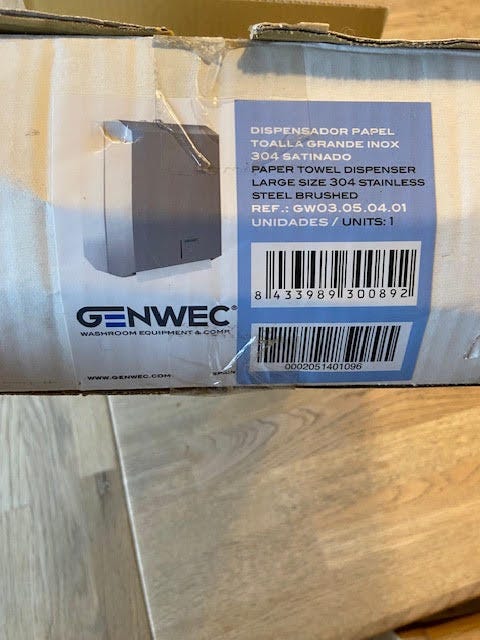 DISPENSADOR PAPEL
TOALLA GRANDE INOX
304 SATINADO
PAPER TOWEL DISPENSER
LARGE SIZE 304 STAINLESS
STEEL BRUSHED
REF.: GW03.05.04.01
UNIDADES / UNITS: 1
8 433989 300892
0002051401096
GENWEC®
WASHROOM EQUIPMENT & COMP.
WWW.GENWEC.COM